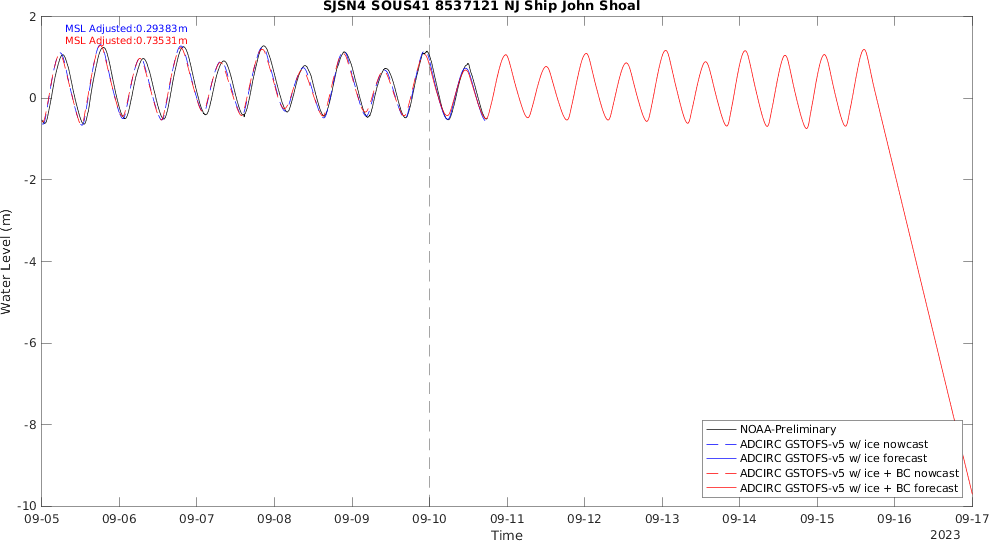 SJSN4 SOUS41 8537121 NJ Ship John Shoal
MSL Adjusted:0.29383m
MSL Adjusted:0.73531m
2
0
-2
-4
-6
-8
-10
Water Level (m)
NOAA-Preliminary
ADCIRC GSTOFS-v5 w/ ice nowcast
ADCIRC GSTOFS-v5 w/ ice forecast
ADCIRC GSTOFS-v5 w/ ice + BC nowcast
ADCIRC GSTOFS-v5 w/ ice + BC forecast
09-05 09-06 09-07 09-08 09-09 09-10 09-11 09-12 09-13 09-14 09-15 09-16 09-17
Time
2023